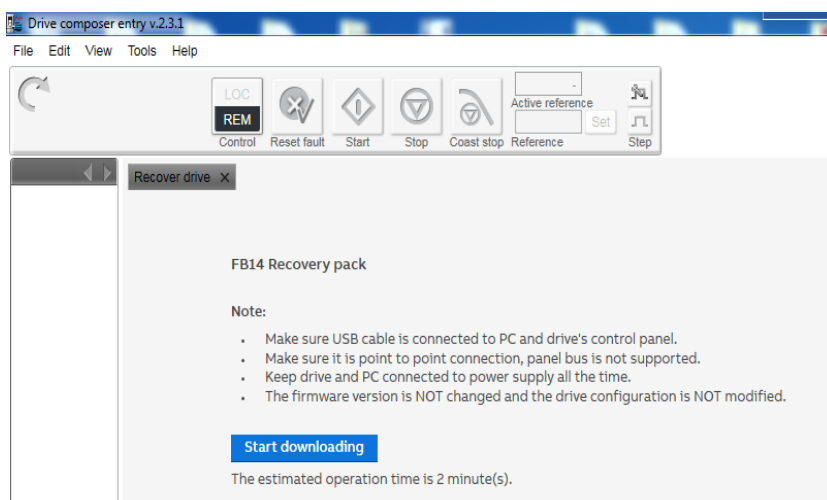 Drive composer entry v.2.3.1
File Edit View Tools Help
LOC
REM
Control Reset fault Start Stop Coast stop
-
Active reference
Set
Reference
Step
Recover drive ×
FB14 Recovery pack
Note:
• Make sure USB cable is connected to PC and drive's control panel.
• Make sure it is point to point connection, panel bus is not supported.
• Keep drive and PC connected to power supply all the time.
• The firmware version is NOT changed and the drive configuration is NOT modified.
Start downloading
The estimated operation time is 2 minute(s).